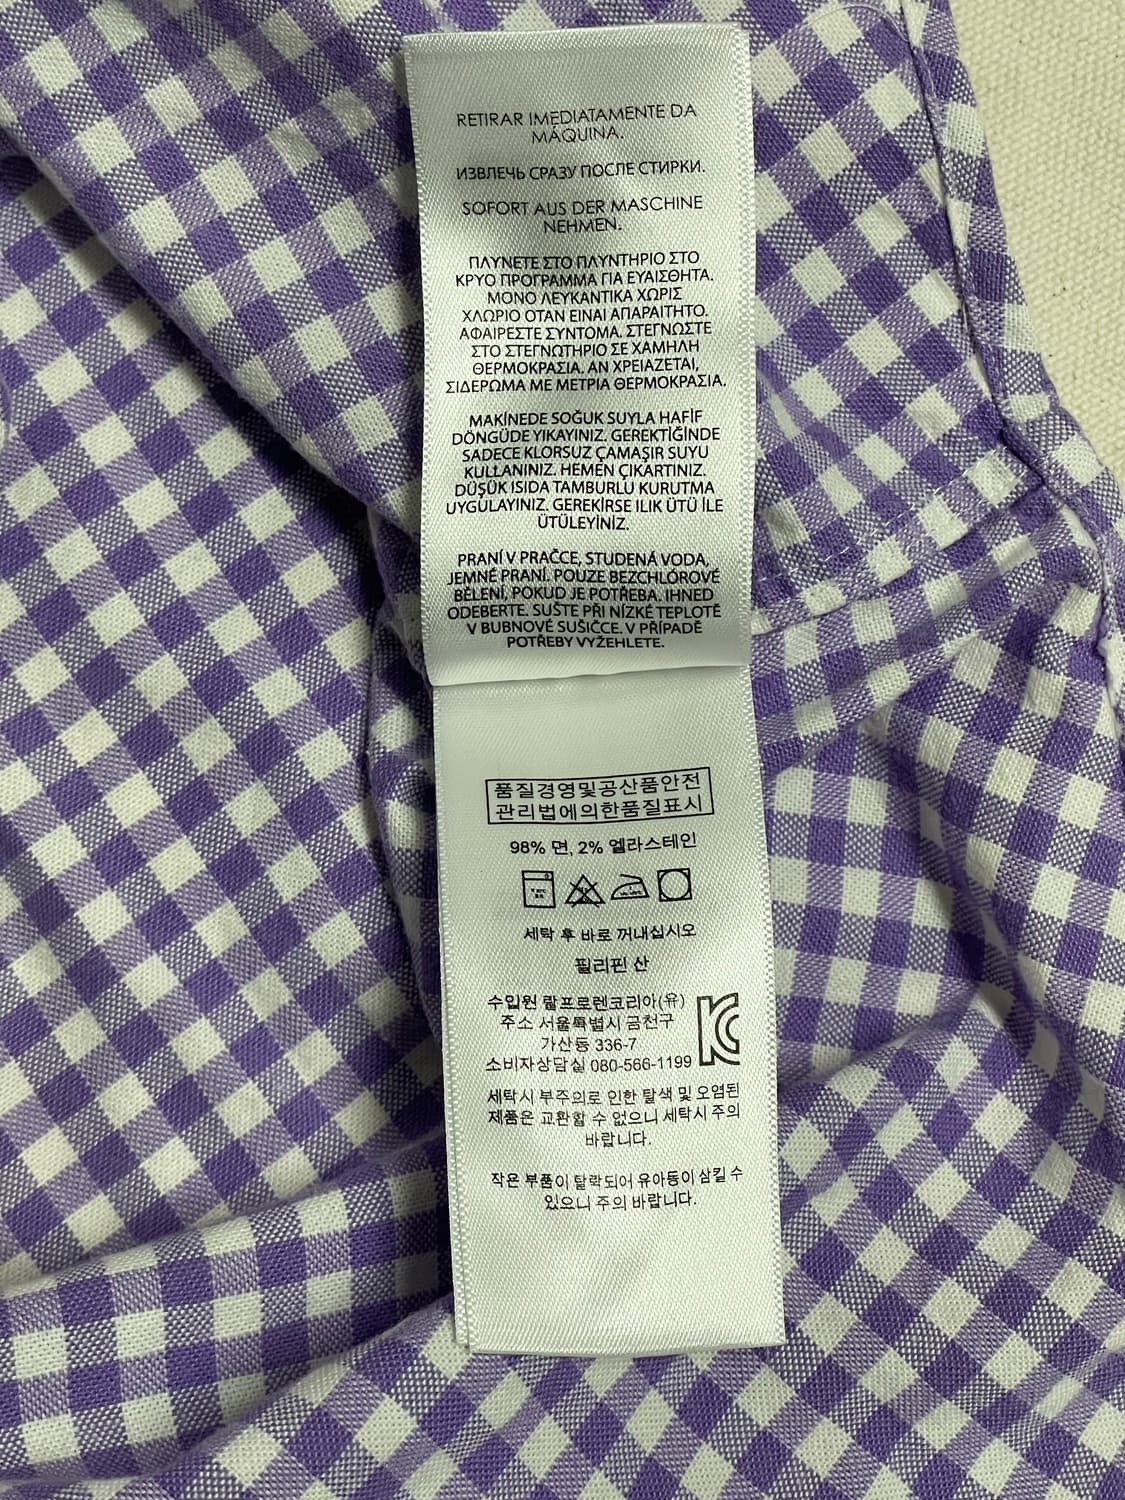 RETIRAR IMEDIATAMENTE DA
MÁQUINA.
ИЗВЛЕЧЬ СРАЗУ ПОСЛЕ СТИРКИ.
SOFORT AUS DER MASCHINE
NEHMEN.
ΠΛΥΝΕΤΕ ΣΤΟ ΠΛΥΝΤΗΡΙΟ ΣΤΟ
ΚΡΥΟ ΠΡΟΓΡΑΜΜΑ ΓΙΑ ΕΥΑΙΣΘΗΤΑ.
ΜΟΝΟ ΛΕΥΚΑΝΤΙΚΑ ΧΩΡΙΣ
ΧΛΩΡΙΟ ΟΤΑΝ ΕΙΝΑΙ ΑΠΑΡΑΙΤΗΤΟ.
ΑΦΑΙΡΕΣΤΕ ΣΥΝΤΟΜΑ. ΣΤΕΓΝΩΣΤΕ
ΣΤΟ ΣΤΕΓΝΩΤΗΡΙΟ ΣΕ ΧΑΜΗΛΗ
ΘΕΡΜΟΚΡΑΣΙΑ. ΑΝ ΧΡΕΙΑΖΕΤΑΙ,
ΣΙΔΕΡΩΜΑ ΜΕ ΜΕΤΡΙΑ ΘΕΡΜΟΚΡΑΣΙΑ.
MAKİNEDE SOĞUK SUYLA HAFİF
DÖNGÜDE YIKAYINIZ. GEREKTİĞİNDE
SADECE KLORSUZ ÇAMAŞIR SUYU
KULLANINIZ. HEMEN ÇIKARTINIZ.
DÜŞÜK ISIDA TAMBURLU KURUTMA
UYGULAYINIZ. GEREKİRSE ILIK ÜTÜ İLE
ÜTÜLEYİNİZ.
PRANÍ V PRAČCE, STUDENÁ VODA,
JEMNÉ PRANÍ. POUZE BEZCHLÓROVÉ
BĚLENÍ, POKUD JE POTŘEBA. IHNED
ODEBERTE. SUŠTE PŘI NÍZKÉ TEPLOTĚ
V BUBNOVÉ SUŠIČCE. V PŘÍPADĚ
POTŘEBY VYŽEHLETE.
품질경영및공산품안전
관리법에의한품질표시
98% 면, 2% 엘라스테인
세탁 후 바로 꺼내십시오
필리핀 산
수입원 랄프로렌코리아(유)
주소 서울특별시 금천구
가산동 336-7
소비자상담실 080-566-1199
세탁시 부주의로 인한 탈색 및 오염된
제품은 교환할 수 없으니 세탁시 주의
바랍니다.
작은 부품이 탈락되어 유아등이 삼킬 수
있으니 주의 바랍니다.